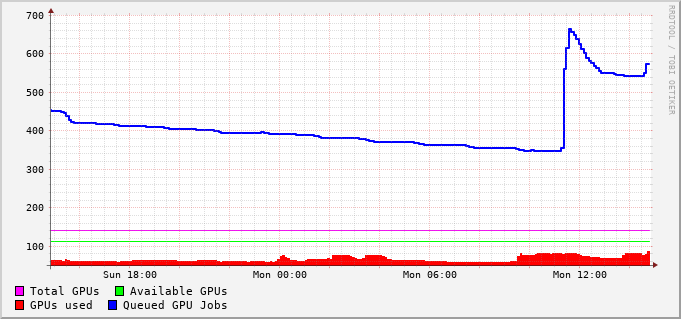 700
600
500
400
300
200
100
Sun 18:00 Mon 00:00 Mon 06:00 Mon 12:00
Total GPUs Available GPUs
GPUs used Queued GPU Jobs
RRDTOOL / TOBI OETIKER